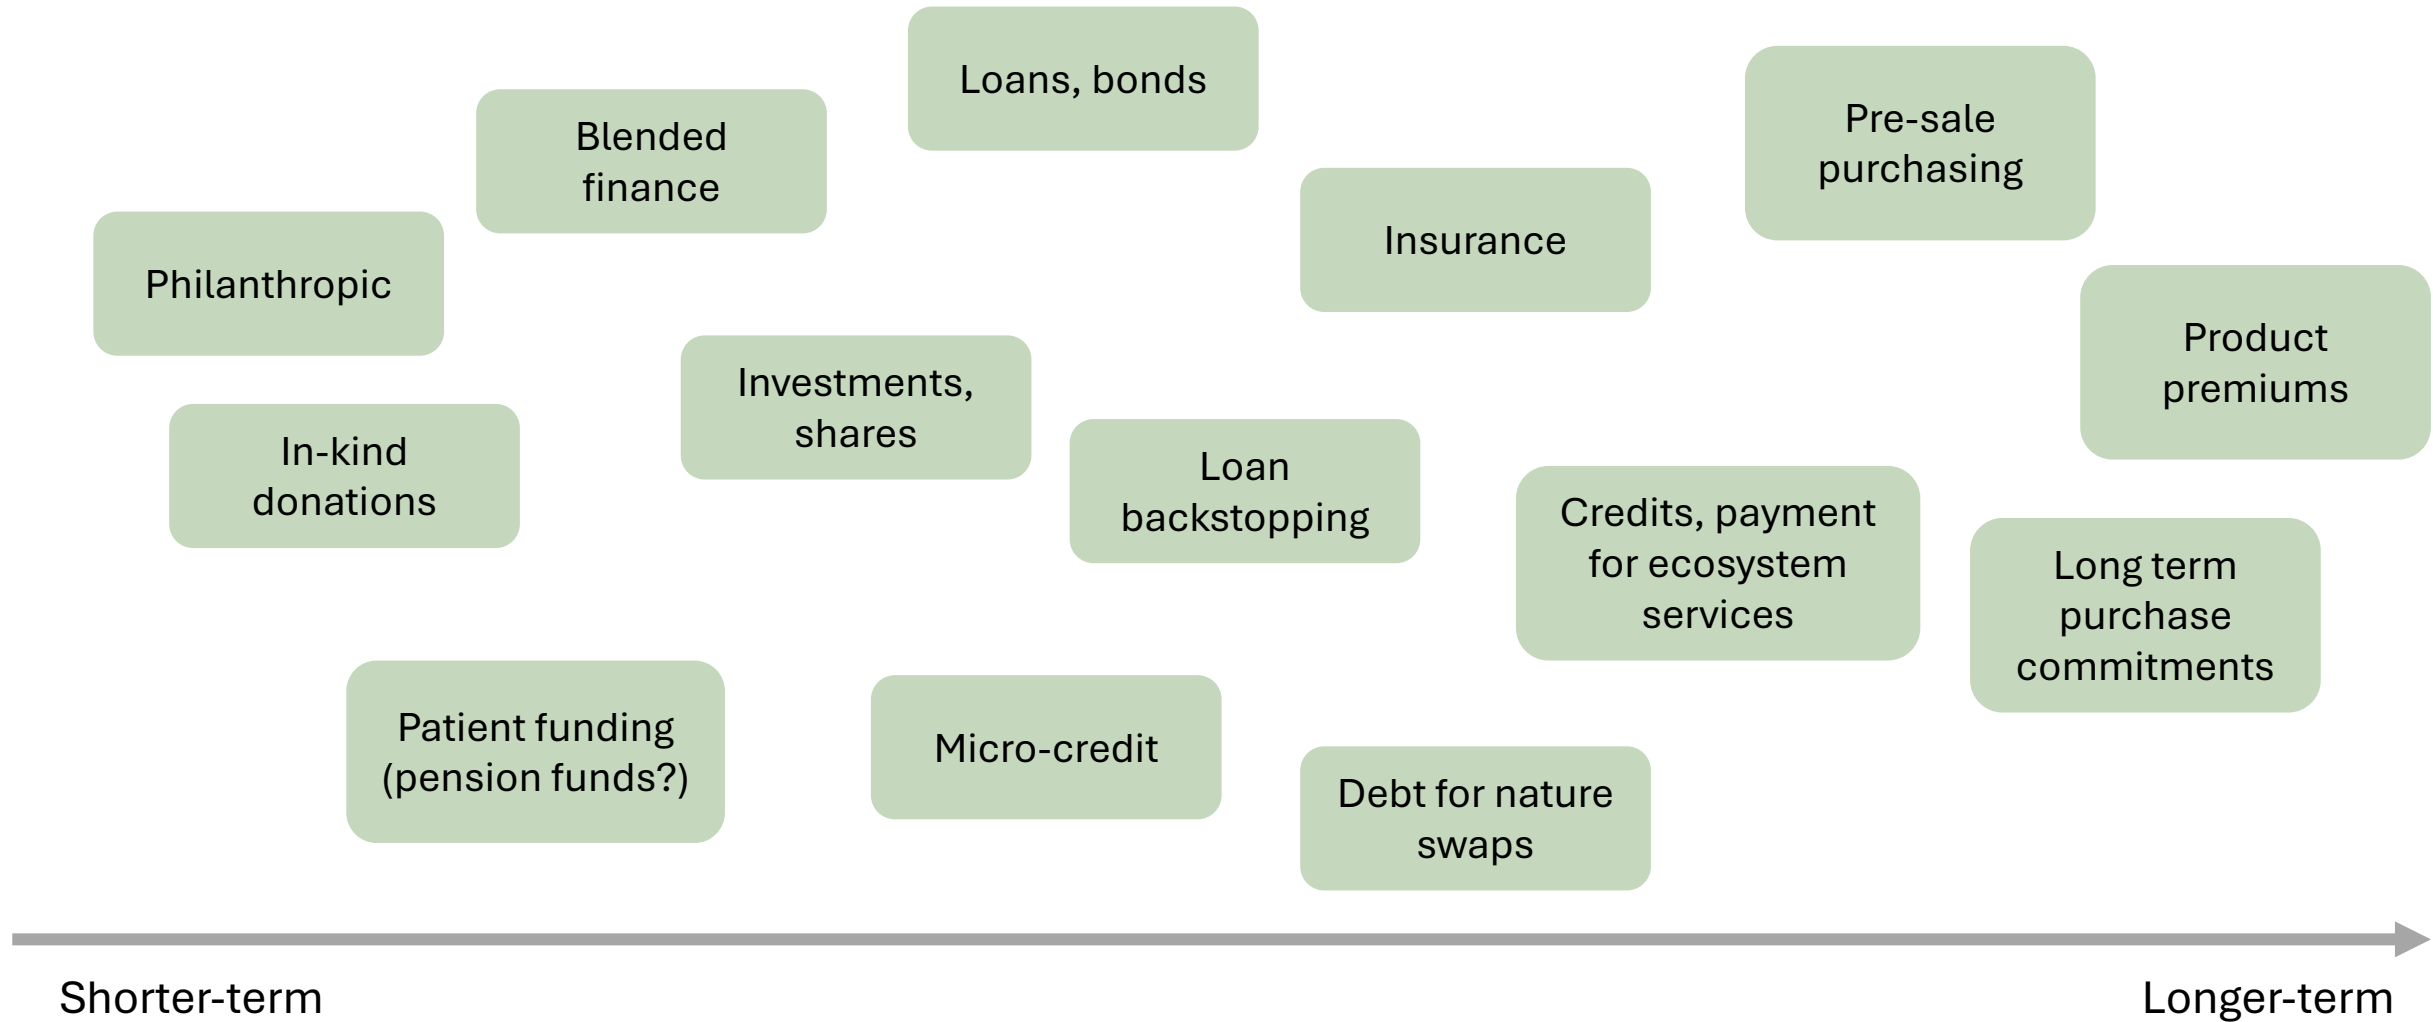 Loans, bonds
Blended
finance
Pre-sale
purchasing
Insurance
Philanthropic
Product
premiums
Investments,
shares
In-kind
donations
Loan
backstopping
Credits, payment
for ecosystem
services
Long term
purchase
commitments
Patient funding
(pension funds?)
Micro-credit
Debt for nature
swaps
Shorter-term
Longer-term